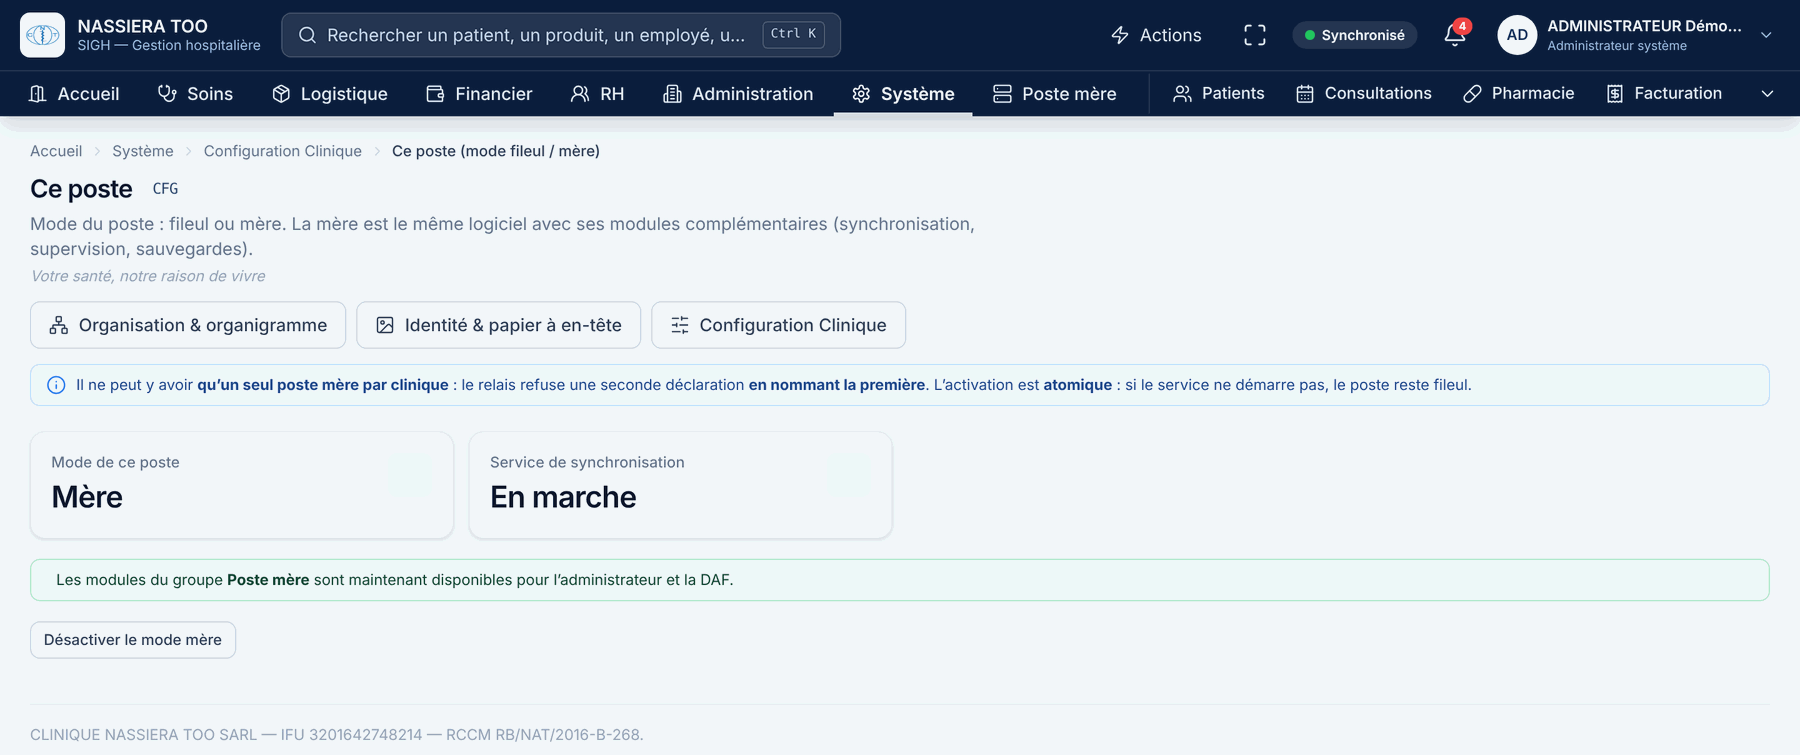 NASSIERA TOO
SIGH — Gestion hospitalière
Rechercher un patient, un produit, un employé, u...
Ctrl K
Actions
Synchronisé
4
AD
ADMINISTRATEUR Démo...
Administrateur système
Accueil
Soins
Logistique
Financier
RH
Administration
Système
Poste mère
Patients
Consultations
Pharmacie
Facturation
Accueil > Système > Configuration Clinique > Ce poste (mode fileul / mère)
Ce poste CFG
Mode du poste : fileul ou mère. La mère est le même logiciel avec ses modules complémentaires (synchronisation,
supervision, sauvegardes).
Votre santé, notre raison de vivre
Organisation & organigramme
Identité & papier à en-tête
Configuration Clinique
Il ne peut y avoir qu’un seul poste mère par clinique : le relais refuse une seconde déclaration en nommant la première. L’activation est atomique : si le service ne démarre pas, le poste reste fileul.
Mode de ce poste
Mère
Service de synchronisation
En marche
Les modules du groupe Poste mère sont maintenant disponibles pour l’administrateur et la DAF.
Désactiver le mode mère
CLINIQUE NASSIERA TOO SARL — IFU 3201642748214 — RCCM RB/NAT/2016-B-268.